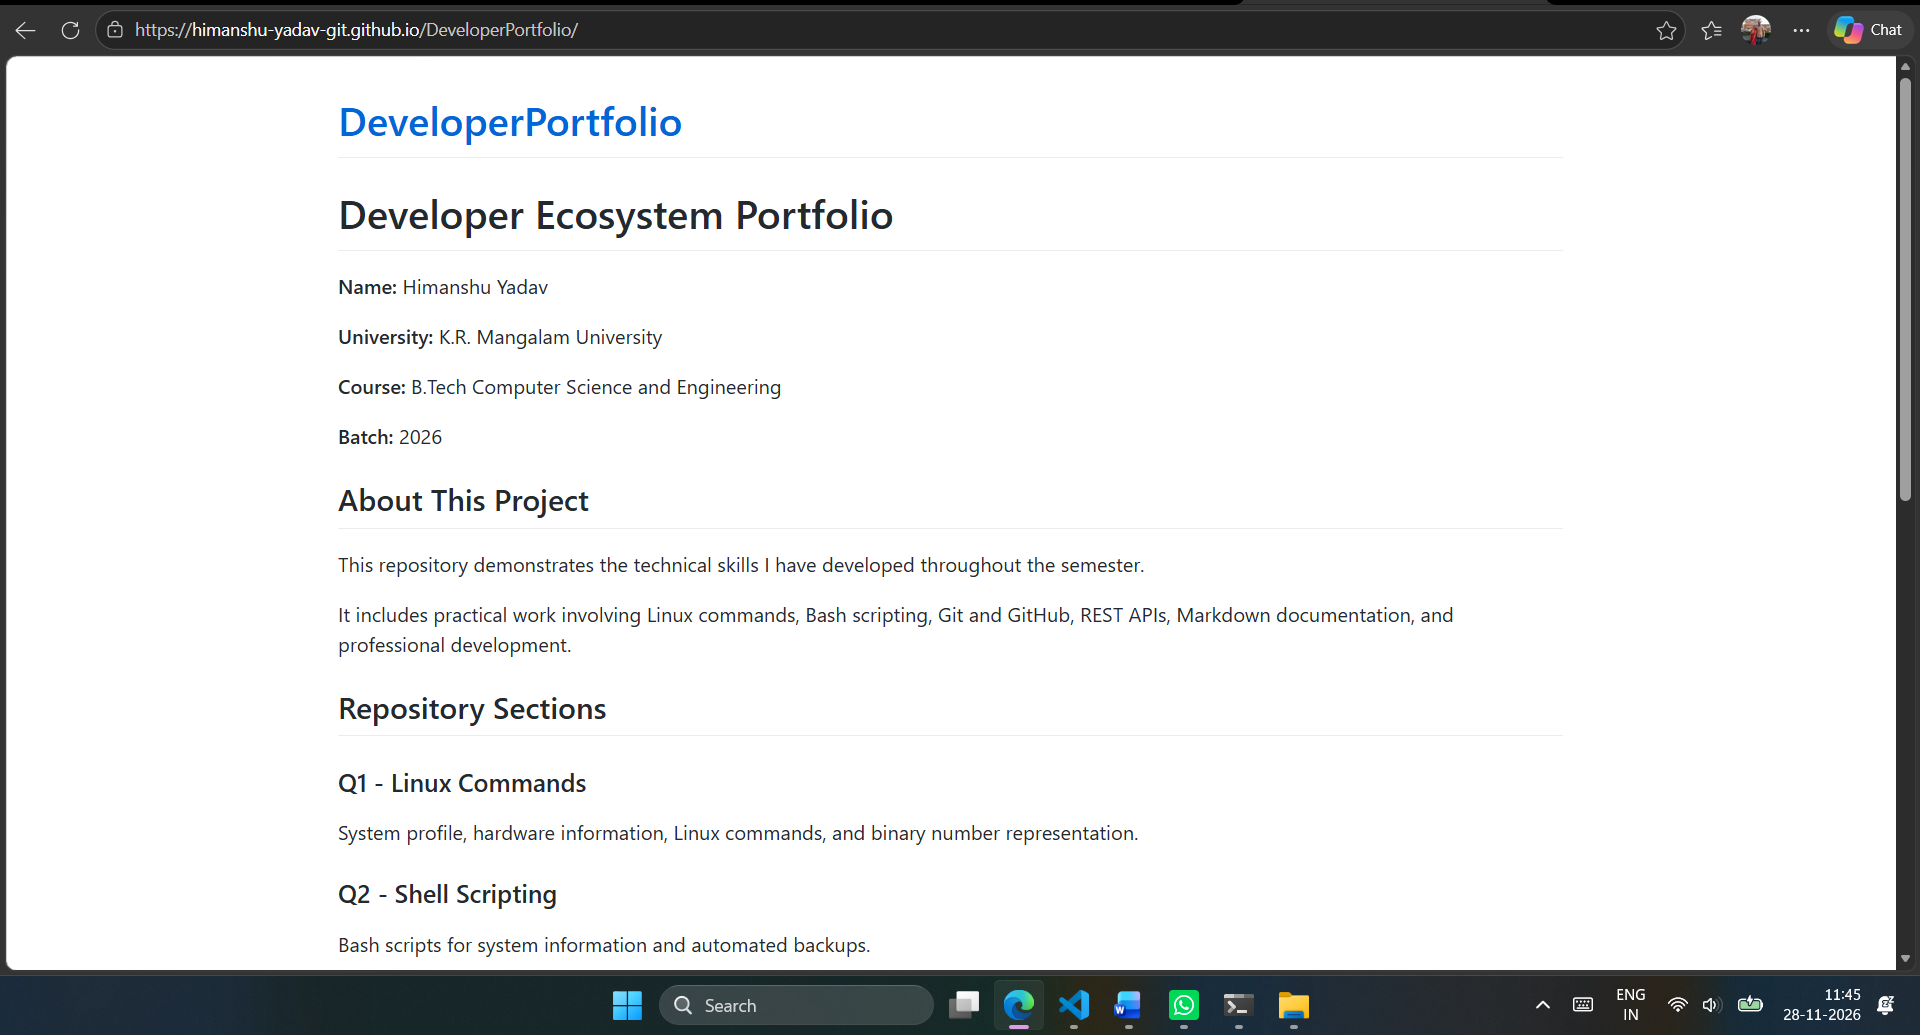 https://himanshu-yadav-git.github.io/DeveloperPortfolio/
Chat
DeveloperPortfolio
Developer Ecosystem Portfolio
Name: Himanshu Yadav
University: K.R. Mangalam University
Course: B.Tech Computer Science and Engineering
Batch: 2026
About This Project
This repository demonstrates the technical skills I have developed throughout the semester.
It includes practical work involving Linux commands, Bash scripting, Git and GitHub, REST APIs, Markdown documentation, and
professional development.
Repository Sections
Q1 - Linux Commands
System profile, hardware information, Linux commands, and binary number representation.
Q2 - Shell Scripting
Bash scripts for system information and automated backups.
Search
ENG
IN
11:45
28-11-2026